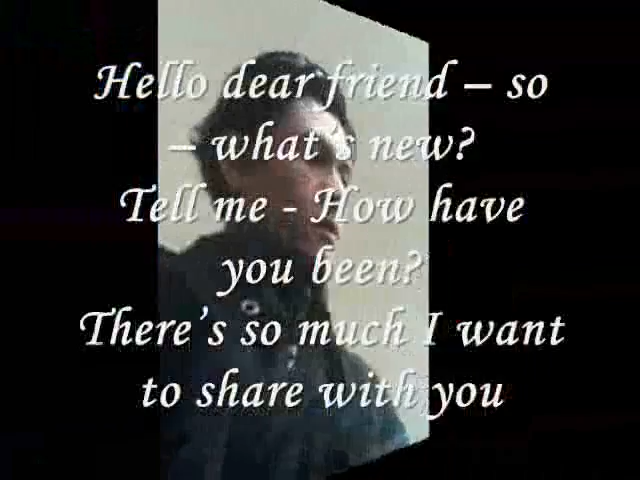 Hello dear friend – so
– what's new?
Tell me - How have
you been?
There's so much I want
to share with you